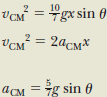 v_CM² = 10/7 gx sin θ
v_CM² = 2a_CM x
a_CM = 5/7 g sin θ